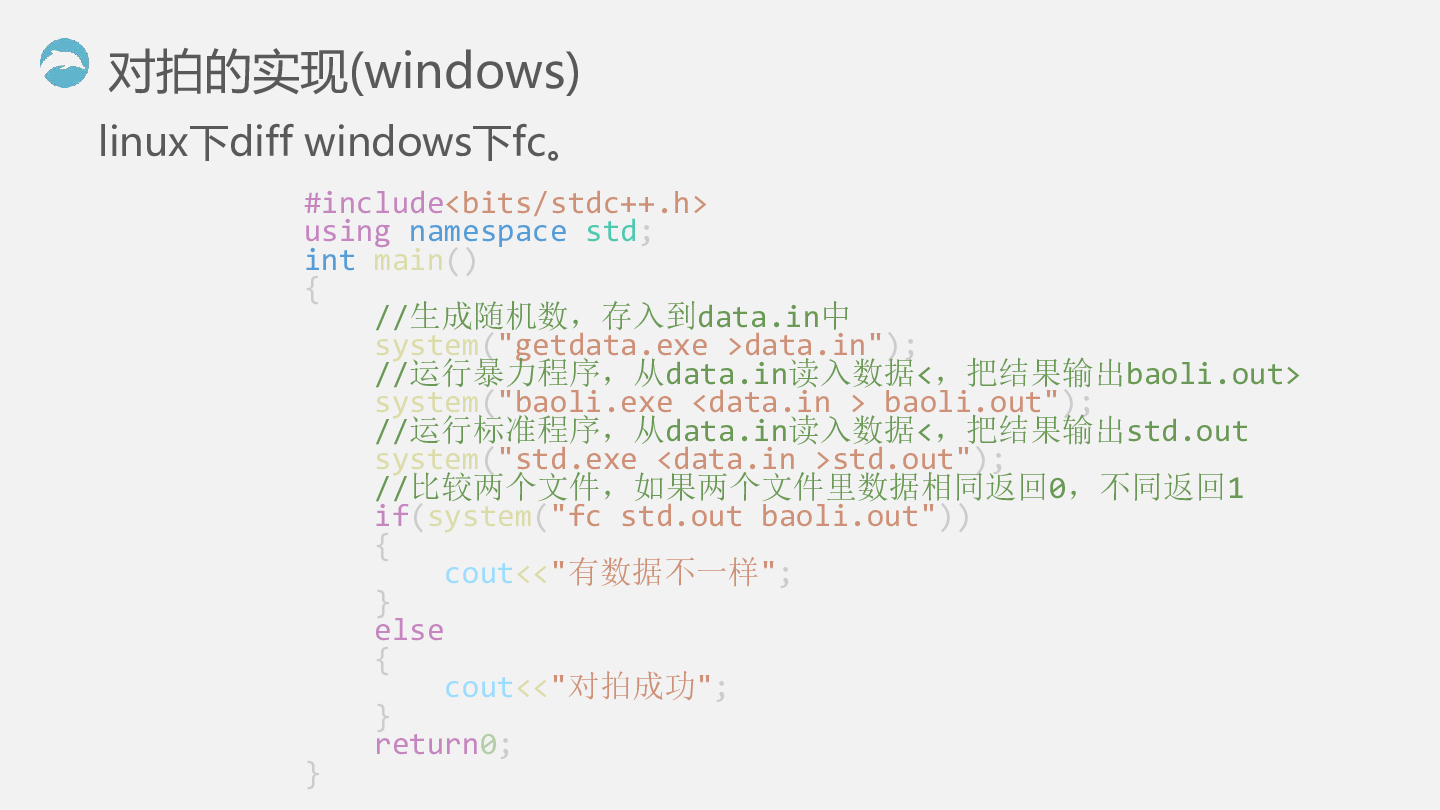 对拍的实现(windows)
linux下diff windows下fc。
#include<bits/stdc++.h>
using namespace std;
int main()
{
    //生成随机数，存入到data.in中
    system("getdata.exe >data.in");
    //运行暴力程序，从data.in读入数据<，把结果输出baoli.out>
    system("baoli.exe <data.in > baoli.out");
    //运行标准程序，从data.in读入数据<，把结果输出std.out
    system("std.exe <data.in >std.out");
    //比较两个文件，如果两个文件里数据相同返回0，不同返回1
    if(system("fc std.out baoli.out"))
    {
        cout<<"有数据不一样";
    }
    else
    {
        cout<<"对拍成功";
    }
    return0;
}